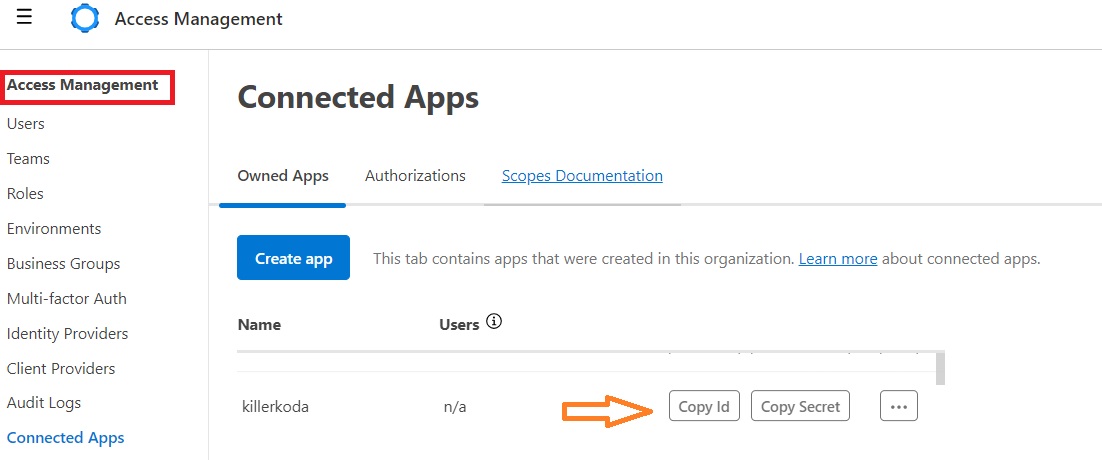 Access Management
Access Management
Users
Teams
Roles
Environments
Business Groups
Multi-factor Auth
Identity Providers
Client Providers
Audit Logs
Connected Apps
Connected Apps
Owned Apps Authorizations Scopes Documentation
Create app This tab contains apps that were created in this organization. Learn more about connected apps.
Name Users
killerkoda n/a Copy Id Copy Secret ...